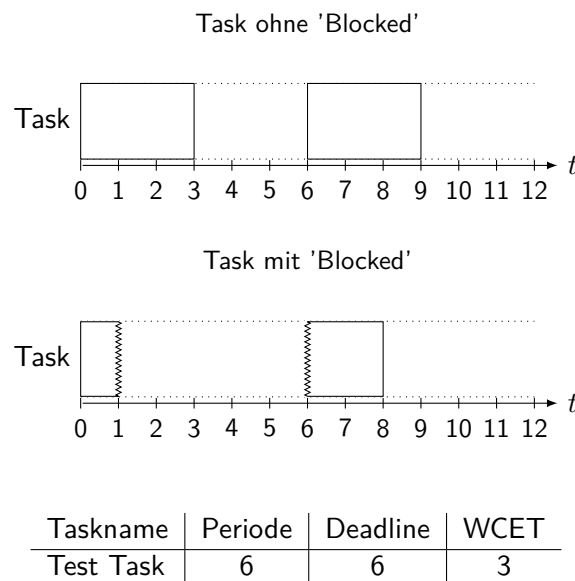 Task ohne 'Blocked'
Task
0 1 2 3 4 5 6 7 8 9 10 11 12 t
Task mit 'Blocked'
Task
0 1 2 3 4 5 6 7 8 9 10 11 12 t
Taskname Periode Deadline WCET
Test Task 6 6 3